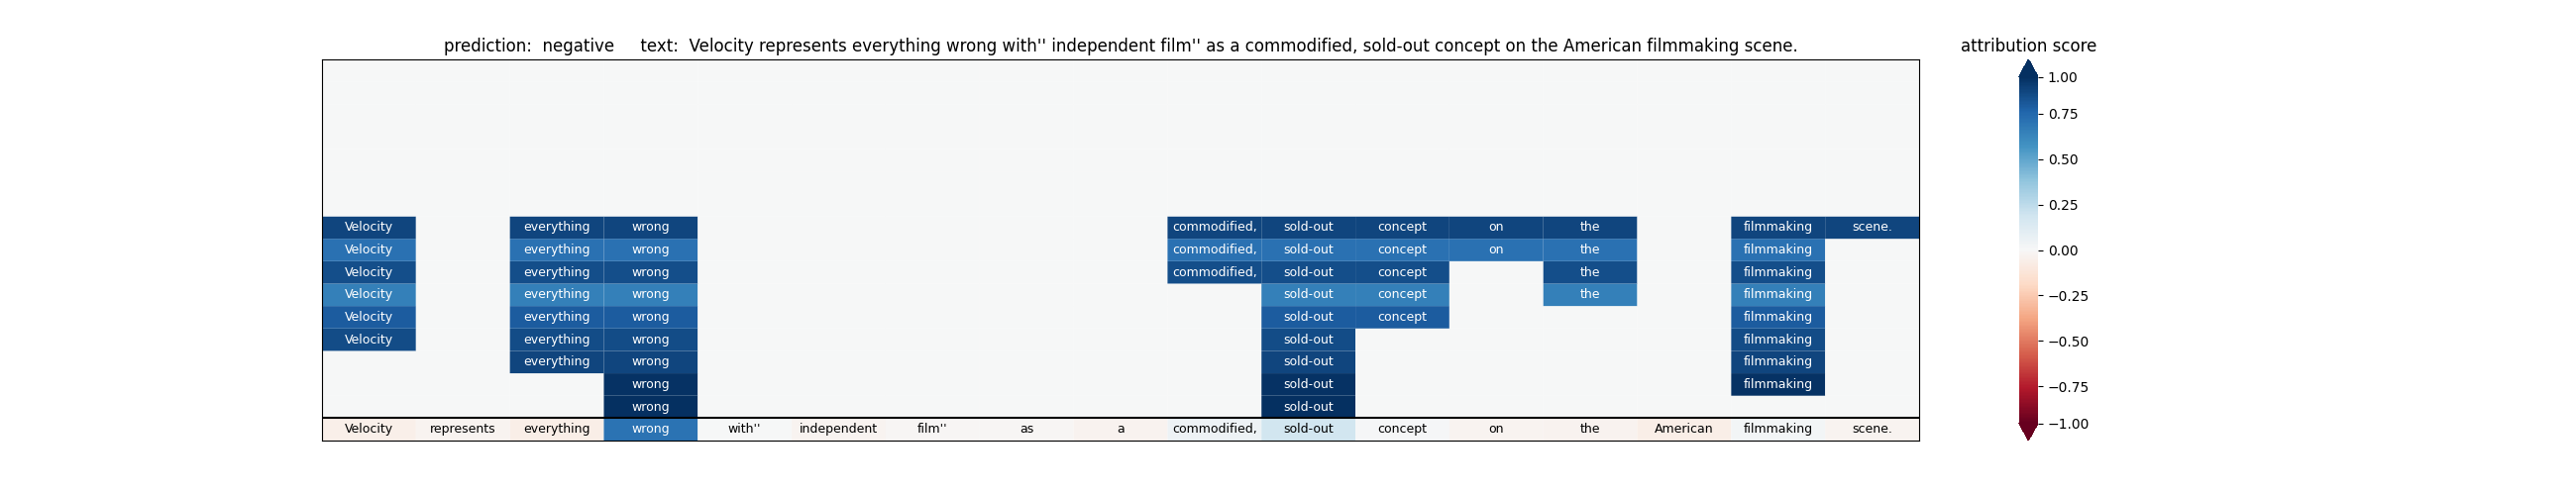 prediction:  negative     text:  Velocity represents everything wrong with'' independent film'' as a commodified, sold-out concept on the American filmmaking scene.
attribution score
Velocity everything wrong commodified, sold-out concept on the filmmaking scene.
Velocity everything wrong commodified, sold-out concept on the filmmaking
Velocity everything wrong commodified, sold-out concept the filmmaking
Velocity everything wrong sold-out concept the filmmaking
Velocity everything wrong sold-out concept filmmaking
Velocity everything wrong sold-out filmmaking
everything wrong sold-out filmmaking
wrong sold-out filmmaking
wrong sold-out
Velocity represents everything wrong with'' independent film'' as a commodified, sold-out concept on the American filmmaking scene.
1.00
0.75
0.50
0.25
0.00
−0.25
−0.50
−0.75
−1.00